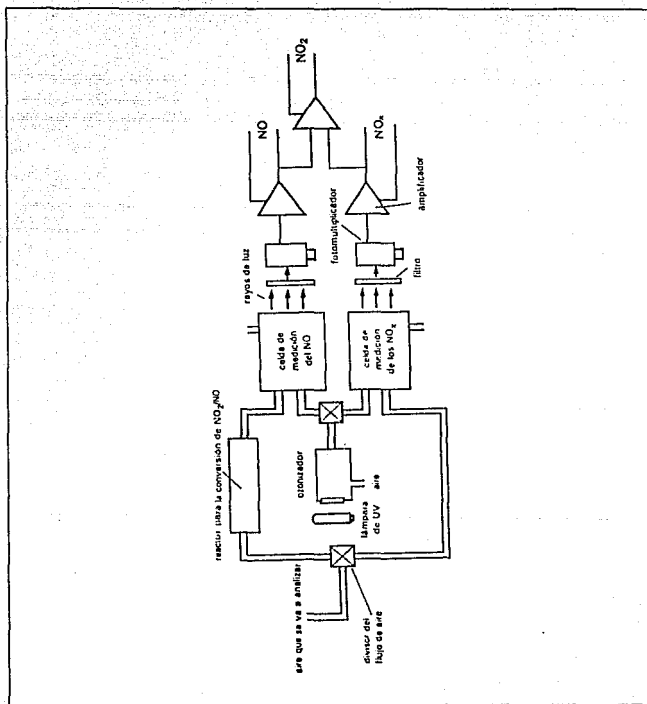 NO₂
NO
NOₓ
amplificador
fotomultiplicador
filtro
rayos de luz
celda de
medición
del NO
celda de
medición
de los NOₓ
reactor para la conversión de NO₂/NO
ozonizador
aire
lámpara
de UV
aire que se va a analizar
divisor del
flujo de aire